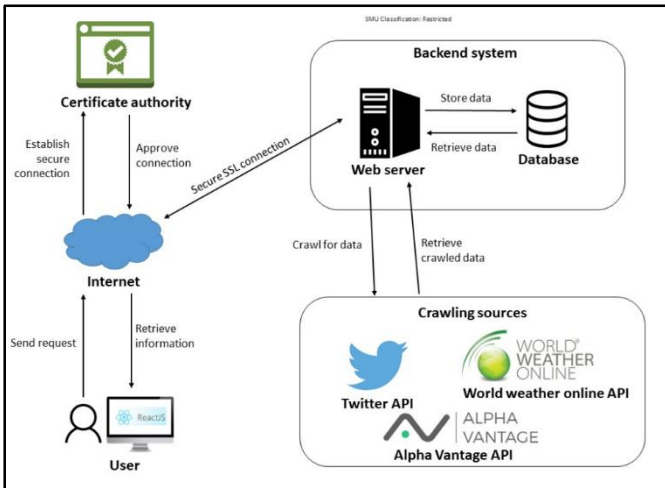 SMU Classification: Restricted
Backend system
Certificate authority
Store data
Retrieve data
Web server
Database
Establish
secure
connection
Approve
connection
Secure SSL connection
Internet
Crawl for data
Retrieve
crawled data
Send request
Retrieve
information
Crawling sources
WORLD®
WEATHER
ONLINE
Twitter API
World weather online API
ReactJS
ALPHA
VANTAGE
Alpha Vantage API
User